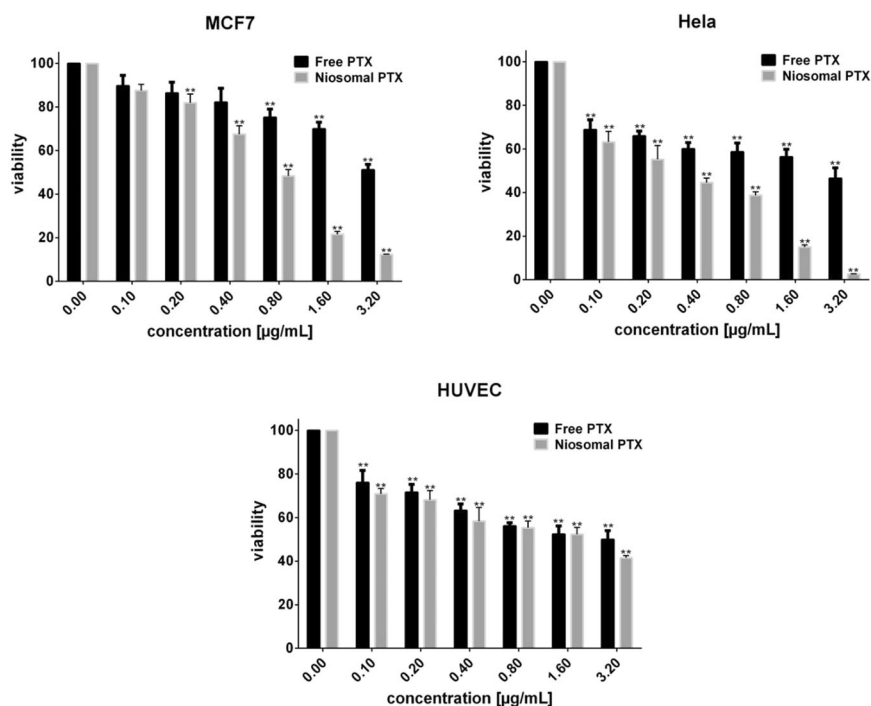 MCF7
Free PTX
Niosomal PTX
100
80
60
40
20
0
viability
** ** ** ** ** ** ** **
0.00 0.10 0.20 0.40 0.80 1.60 3.20
concentration [µg/mL]
Hela
Free PTX
Niosomal PTX
100
80
60
40
20
0
viability
** ** ** ** ** ** ** ** ** ** ** **
0.00 0.10 0.20 0.40 0.80 1.60 3.20
concentration [µg/mL]
HUVEC
Free PTX
Niosomal PTX
100
80
60
40
20
0
viability
** ** ** ** ** ** ** ** ** ** ** **
0.00 0.10 0.20 0.40 0.80 1.60 3.20
concentration [µg/mL]